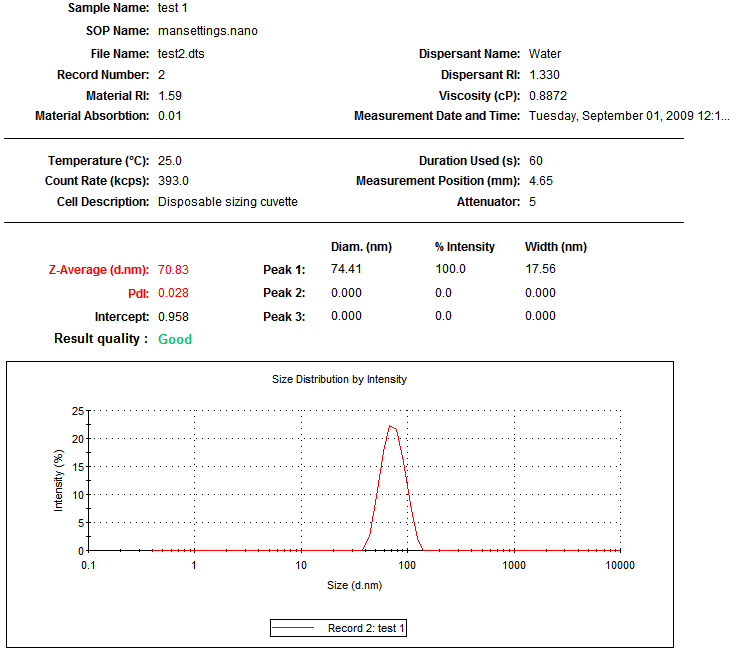 Sample Name: test 1
SOP Name: mansettings.nano
File Name: test2.dts Dispersant Name: Water
Record Number: 2 Dispersant RI: 1.330
Material RI: 1.59 Viscosity (cP): 0.8872
Material Absorbtion: 0.01 Measurement Date and Time: Tuesday, September 01, 2009 12:1...
Temperature (ºC): 25.0 Duration Used (s): 60
Count Rate (kcps): 393.0 Measurement Position (mm): 4.65
Cell Description: Disposable sizing cuvette Attenuator: 5
Diam. (nm) % Intensity Width (nm)
Z-Average (d.nm): 70.83 Peak 1: 74.41 100.0 17.56
PdI: 0.028 Peak 2: 0.000 0.0 0.000
Intercept: 0.958 Peak 3: 0.000 0.0 0.000
Result quality : Good
Size Distribution by Intensity
25
20
15
10
5
0
Intensity (%)
0.1 1 10 100 1000 10000
Size (d.nm)
Record 2: test 1